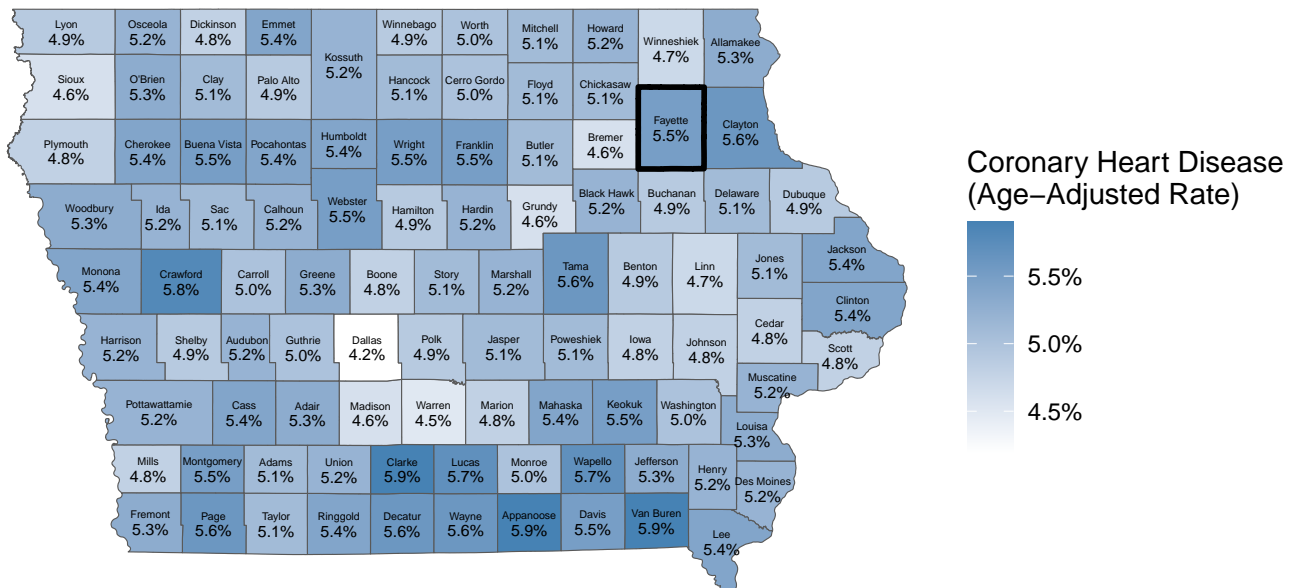 Lyon
4.9%
Osceola
5.2%
Dickinson
4.8%
Emmet
5.4%
Kossuth
5.2%
Winnebago
4.9%
Worth
5.0%
Mitchell
5.1%
Howard
5.2%
Winneshiek
4.7%
Allamakee
5.3%
Sioux
4.6%
O'Brien
5.3%
Clay
5.1%
Palo Alto
4.9%
Hancock
5.1%
Cerro Gordo
5.0%
Floyd
5.1%
Chickasaw
5.1%
Fayette
5.5%
Clayton
5.6%
Plymouth
4.8%
Cherokee
5.4%
Buena Vista
5.5%
Pocahontas
5.4%
Humboldt
5.4%
Wright
5.5%
Franklin
5.5%
Butler
5.1%
Bremer
4.6%
Coronary Heart Disease
(Age−Adjusted Rate)
5.5%
5.0%
4.5%
Woodbury
5.3%
Ida
5.2%
Sac
5.1%
Calhoun
5.2%
Webster
5.5%
Hamilton
4.9%
Hardin
5.2%
Grundy
4.6%
Black Hawk
5.2%
Buchanan
4.9%
Delaware
5.1%
Dubuque
4.9%
Monona
5.4%
Crawford
5.8%
Carroll
5.0%
Greene
5.3%
Boone
4.8%
Story
5.1%
Marshall
5.2%
Tama
5.6%
Benton
4.9%
Linn
4.7%
Jones
5.1%
Jackson
5.4%
Clinton
5.4%
Harrison
5.2%
Shelby
4.9%
Audubon
5.2%
Guthrie
5.0%
Dallas
4.2%
Polk
4.9%
Jasper
5.1%
Poweshiek
5.1%
Iowa
4.8%
Johnson
4.8%
Cedar
4.8%
Scott
4.8%
Muscatine
5.2%
Pottawattamie
5.2%
Cass
5.4%
Adair
5.3%
Madison
4.6%
Warren
4.5%
Marion
4.8%
Mahaska
5.4%
Keokuk
5.5%
Washington
5.0%
Louisa
5.3%
Mills
4.8%
Montgomery
5.5%
Adams
5.1%
Union
5.2%
Clarke
5.9%
Lucas
5.7%
Monroe
5.0%
Wapello
5.7%
Jefferson
5.3%
Henry
5.2%
Des Moines
5.2%
Fremont
5.3%
Page
5.6%
Taylor
5.1%
Ringgold
5.4%
Decatur
5.6%
Wayne
5.6%
Appanoose
5.9%
Davis
5.5%
Van Buren
5.9%
Lee
5.4%